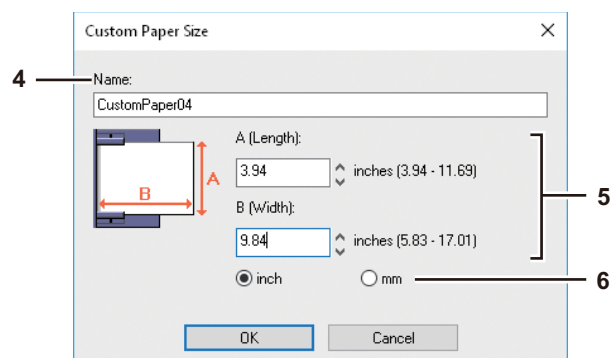 Custom Paper Size
4
Name:
CustomPaper04
A (Length):
3.94 inches (3.94 - 11.69)
A
B
5
B (Width):
9.84 inches (5.83 - 17.01)
inch mm
6
OK Cancel